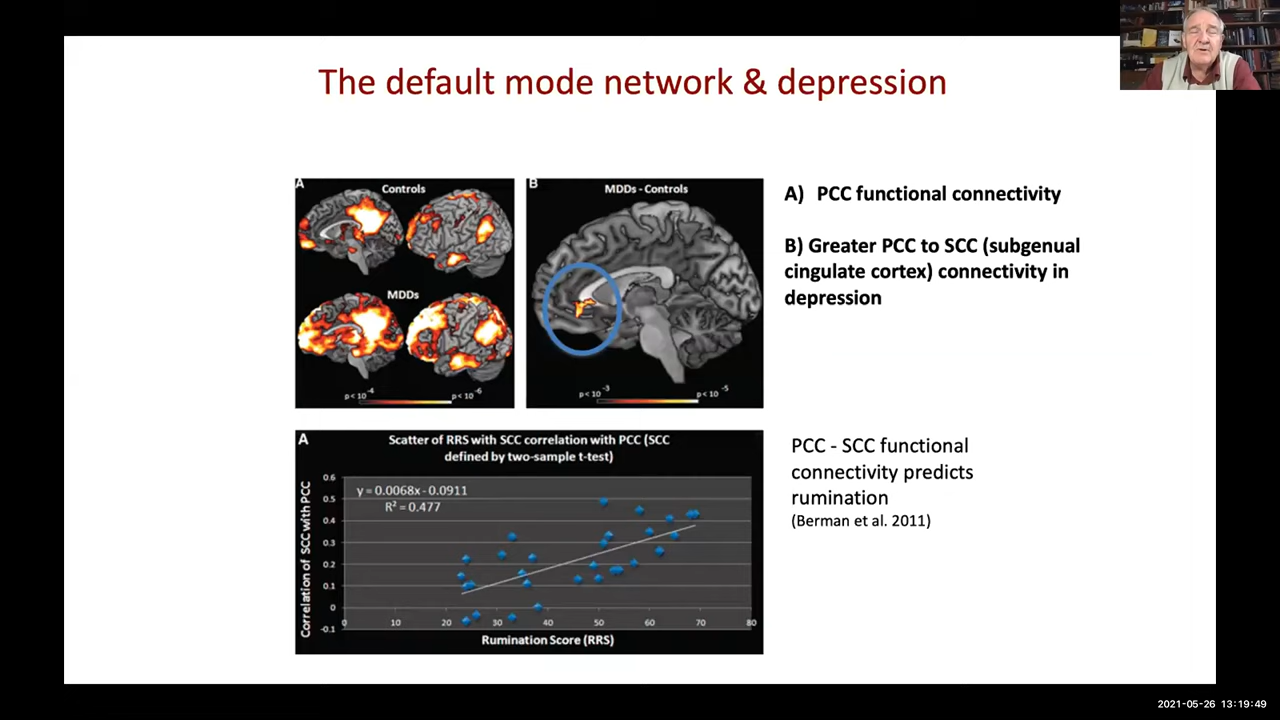 The default mode network & depression
A
Controls
MDDs
p < 10 -4
p < 10 -6
B
MDDs - Controls
p < 10 -3
p < 10 -5
A) PCC functional connectivity
B) Greater PCC to SCC (subgenual
cingulate cortex) connectivity in
depression
A
Scatter of RRS with SCC correlation with PCC (SCC
defined by two-sample t-test)
Correlation of SCC with PCC
0.6
0.5
0.4
0.3
0.2
0.1
0
-0.1
y = 0.0068x - 0.0911
R² = 0.477
0 10 20 30 40 50 60 70 80
Rumination Score (RRS)
PCC - SCC functional
connectivity predicts
rumination
(Berman et al. 2011)
2021-05-26 13:19:49